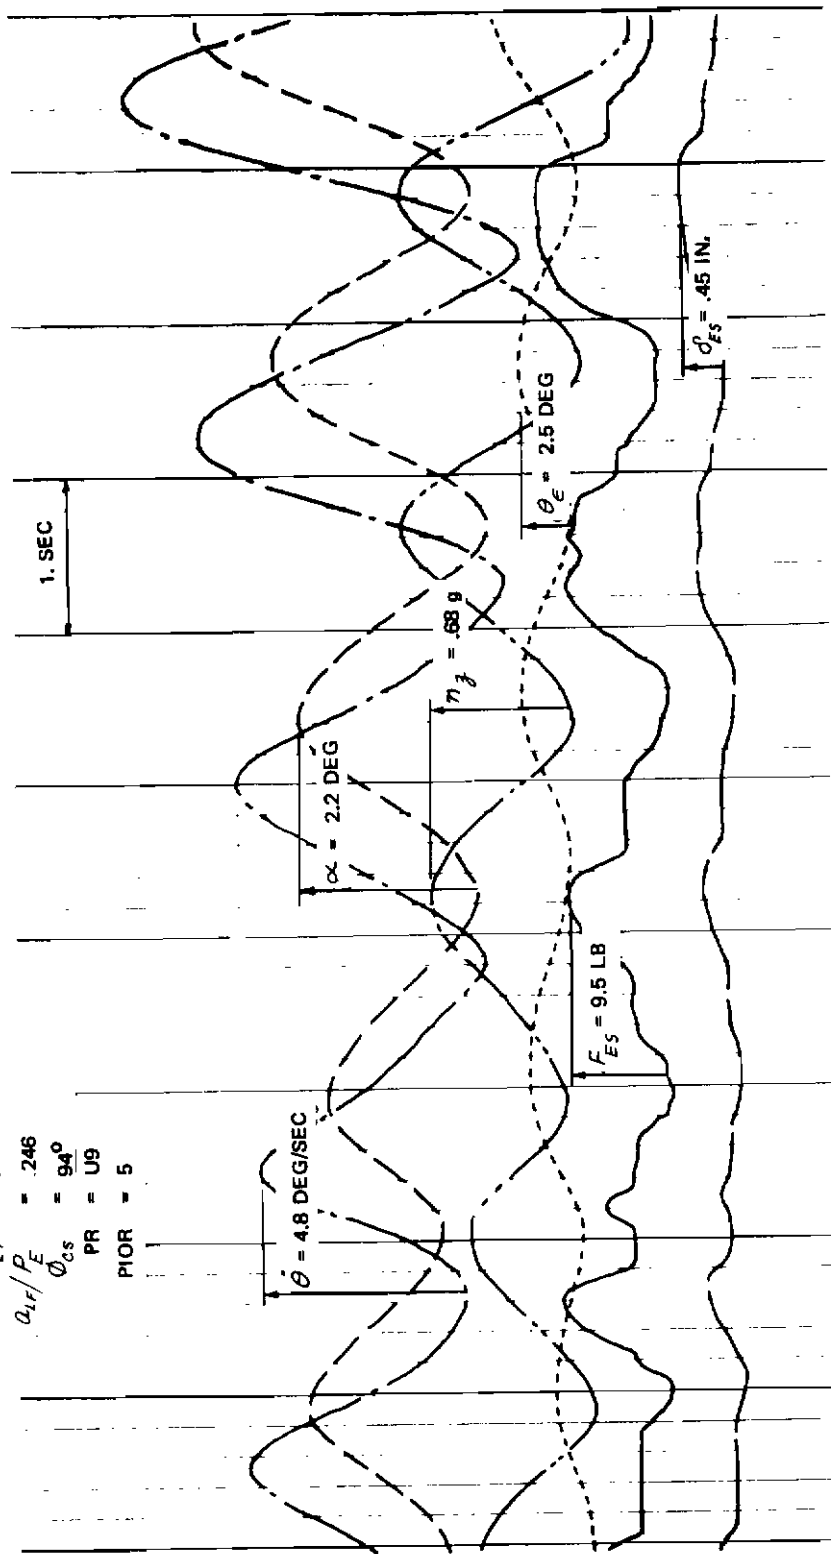 a_LF/P_E = .246
Φ_CS = 94°
PR = U9
PIOR = 5
θ = 4.8 DEG/SEC
α = 2.2 DEG
1. SEC
n_z = .68 g
F_ES = 9.5 LB
θ_E = 2.5 DEG
δ_ES = .45 IN.